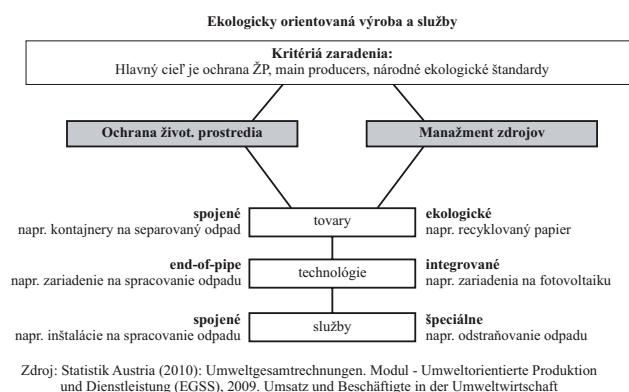 Ekologicky orientovaná výroba a služby
Kritériá zaradenia:
Hlavný cieľ je ochrana ŽP, main producers, národné ekologické štandardy
Ochrana život. prostredia
Manažment zdrojov
spojené
napr. kontajnery na separovaný odpad
tovary
ekologické
napr. recyklovaný papier
end-of-pipe
napr. zariadenie na spracovanie odpadu
technológie
integrované
napr. zariadenia na fotovoltaiku
spojené
napr. inštalácie na spracovanie odpadu
služby
špeciálne
napr. odstraňovanie odpadu
Zdroj: Statistik Austria (2010): Umweltgesamtrechnungen. Modul - Umweltorientierte Produktion
und Dienstleistung (EGSS), 2009. Umsatz und Beschäftigte in der Umweltwirtschaft